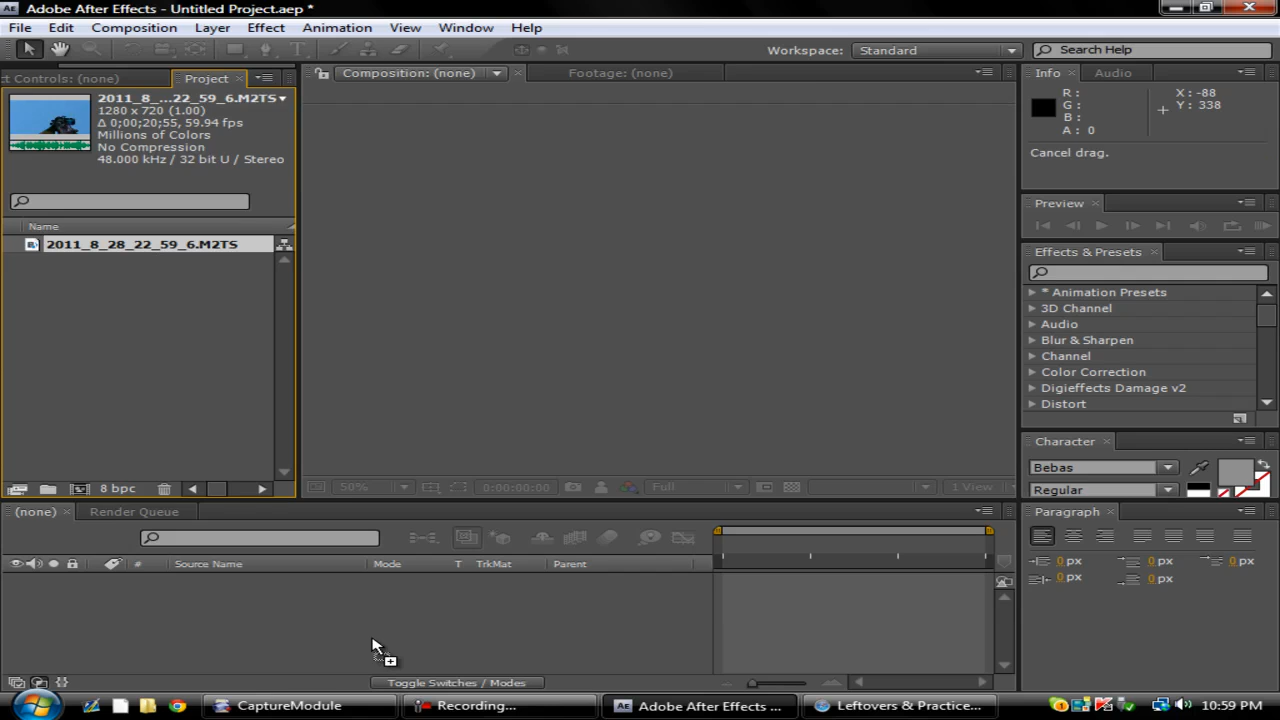 Adobe After Effects - Untitled Project.aep *
File Edit Composition Layer Effect Animation View Window Help
Workspace: Standard Search Help
ct Controls: (none) Project
Composition: (none) Footage: (none)
Info Audio
2011_8_...22_59_6.M2TS
1280 x 720 (1.00)
Δ 0;00;20;55, 59.94 fps
Millions of Colors
No Compression
48.000 kHz / 32 bit U / Stereo
R:
G:
B:
A: 0
X: -88
Y: 338
Cancel drag.
Preview
Name
2011_8_28_22_59_6.M2TS
Effects & Presets
* Animation Presets
3D Channel
Audio
Blur & Sharpen
Channel
Color Correction
Digieffects Damage v2
Distort
Character
Bebas
Regular
8 bpc
50% 0:00:00:00 Full 1 View
(none) Render Queue
Paragraph
Source Name Mode T TrkMat Parent
0 px 0 px 0 px
0 px 0 px
Toggle Switches / Modes
CaptureModule Recording... Adobe After Effects ... Leftovers & Practice... 10:59 PM